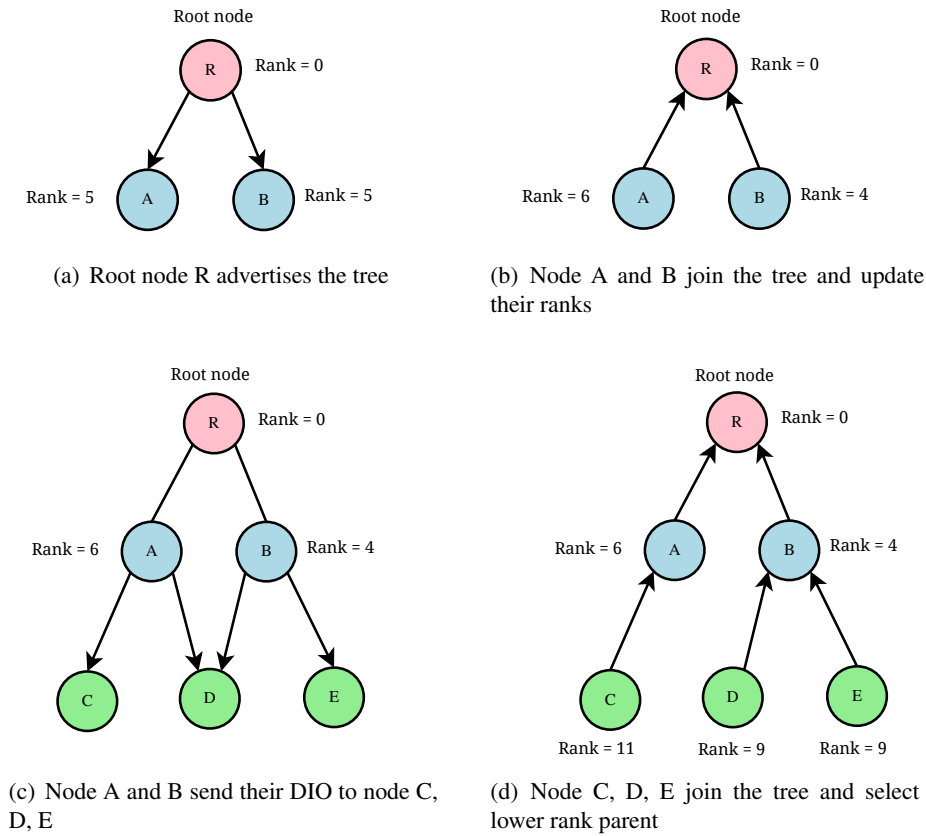 Root node
R
Rank = 0
A
B
Rank = 5
Rank = 5
(a) Root node R advertises the tree
Root node
R
Rank = 0
Rank = 6
A
B
Rank = 4
(b) Node A and B join the tree and update
their ranks
Root node
R
Rank = 0
Rank = 6
A
B
Rank = 4
C
D
E
(c) Node A and B send their DIO to node C,
D, E
Root node
R
Rank = 0
Rank = 6
A
B
Rank = 4
C
D
E
Rank = 11
Rank = 9
Rank = 9
(d) Node C, D, E join the tree and select
lower rank parent